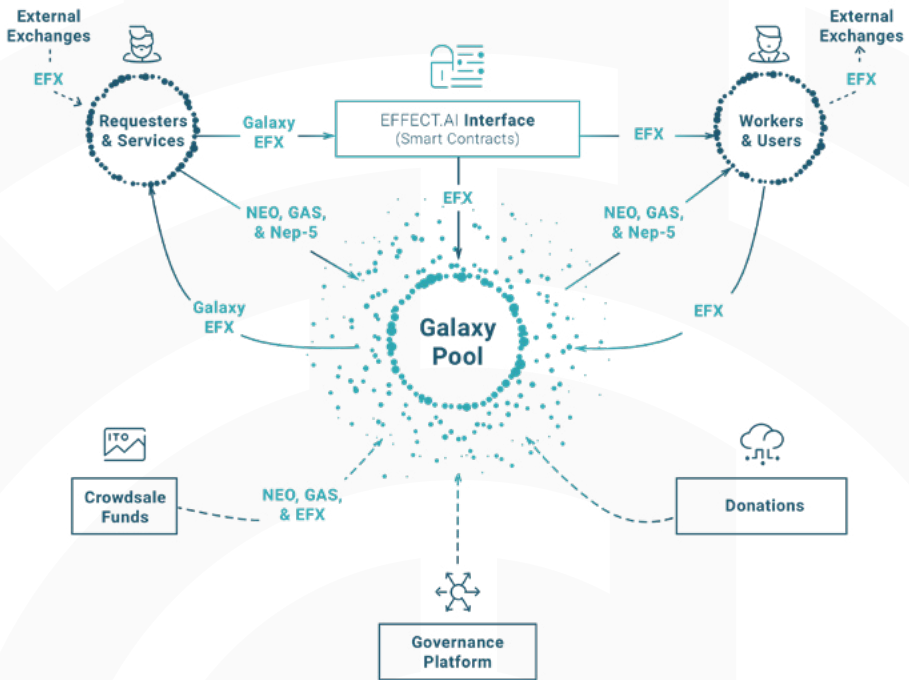 External
Exchanges
EFX
Requesters
& Services
Galaxy
EFX
EFFECT.AI Interface
(Smart Contracts)
EFX
Workers
& Users
External
Exchanges
EFX
EFX
NEO, GAS,
& Nep-5
NEO, GAS,
& Nep-5
Galaxy
EFX
Galaxy
Pool
EFX
ITO
Crowdsale
Funds
NEO, GAS,
& EFX
Donations
Governance
Platform